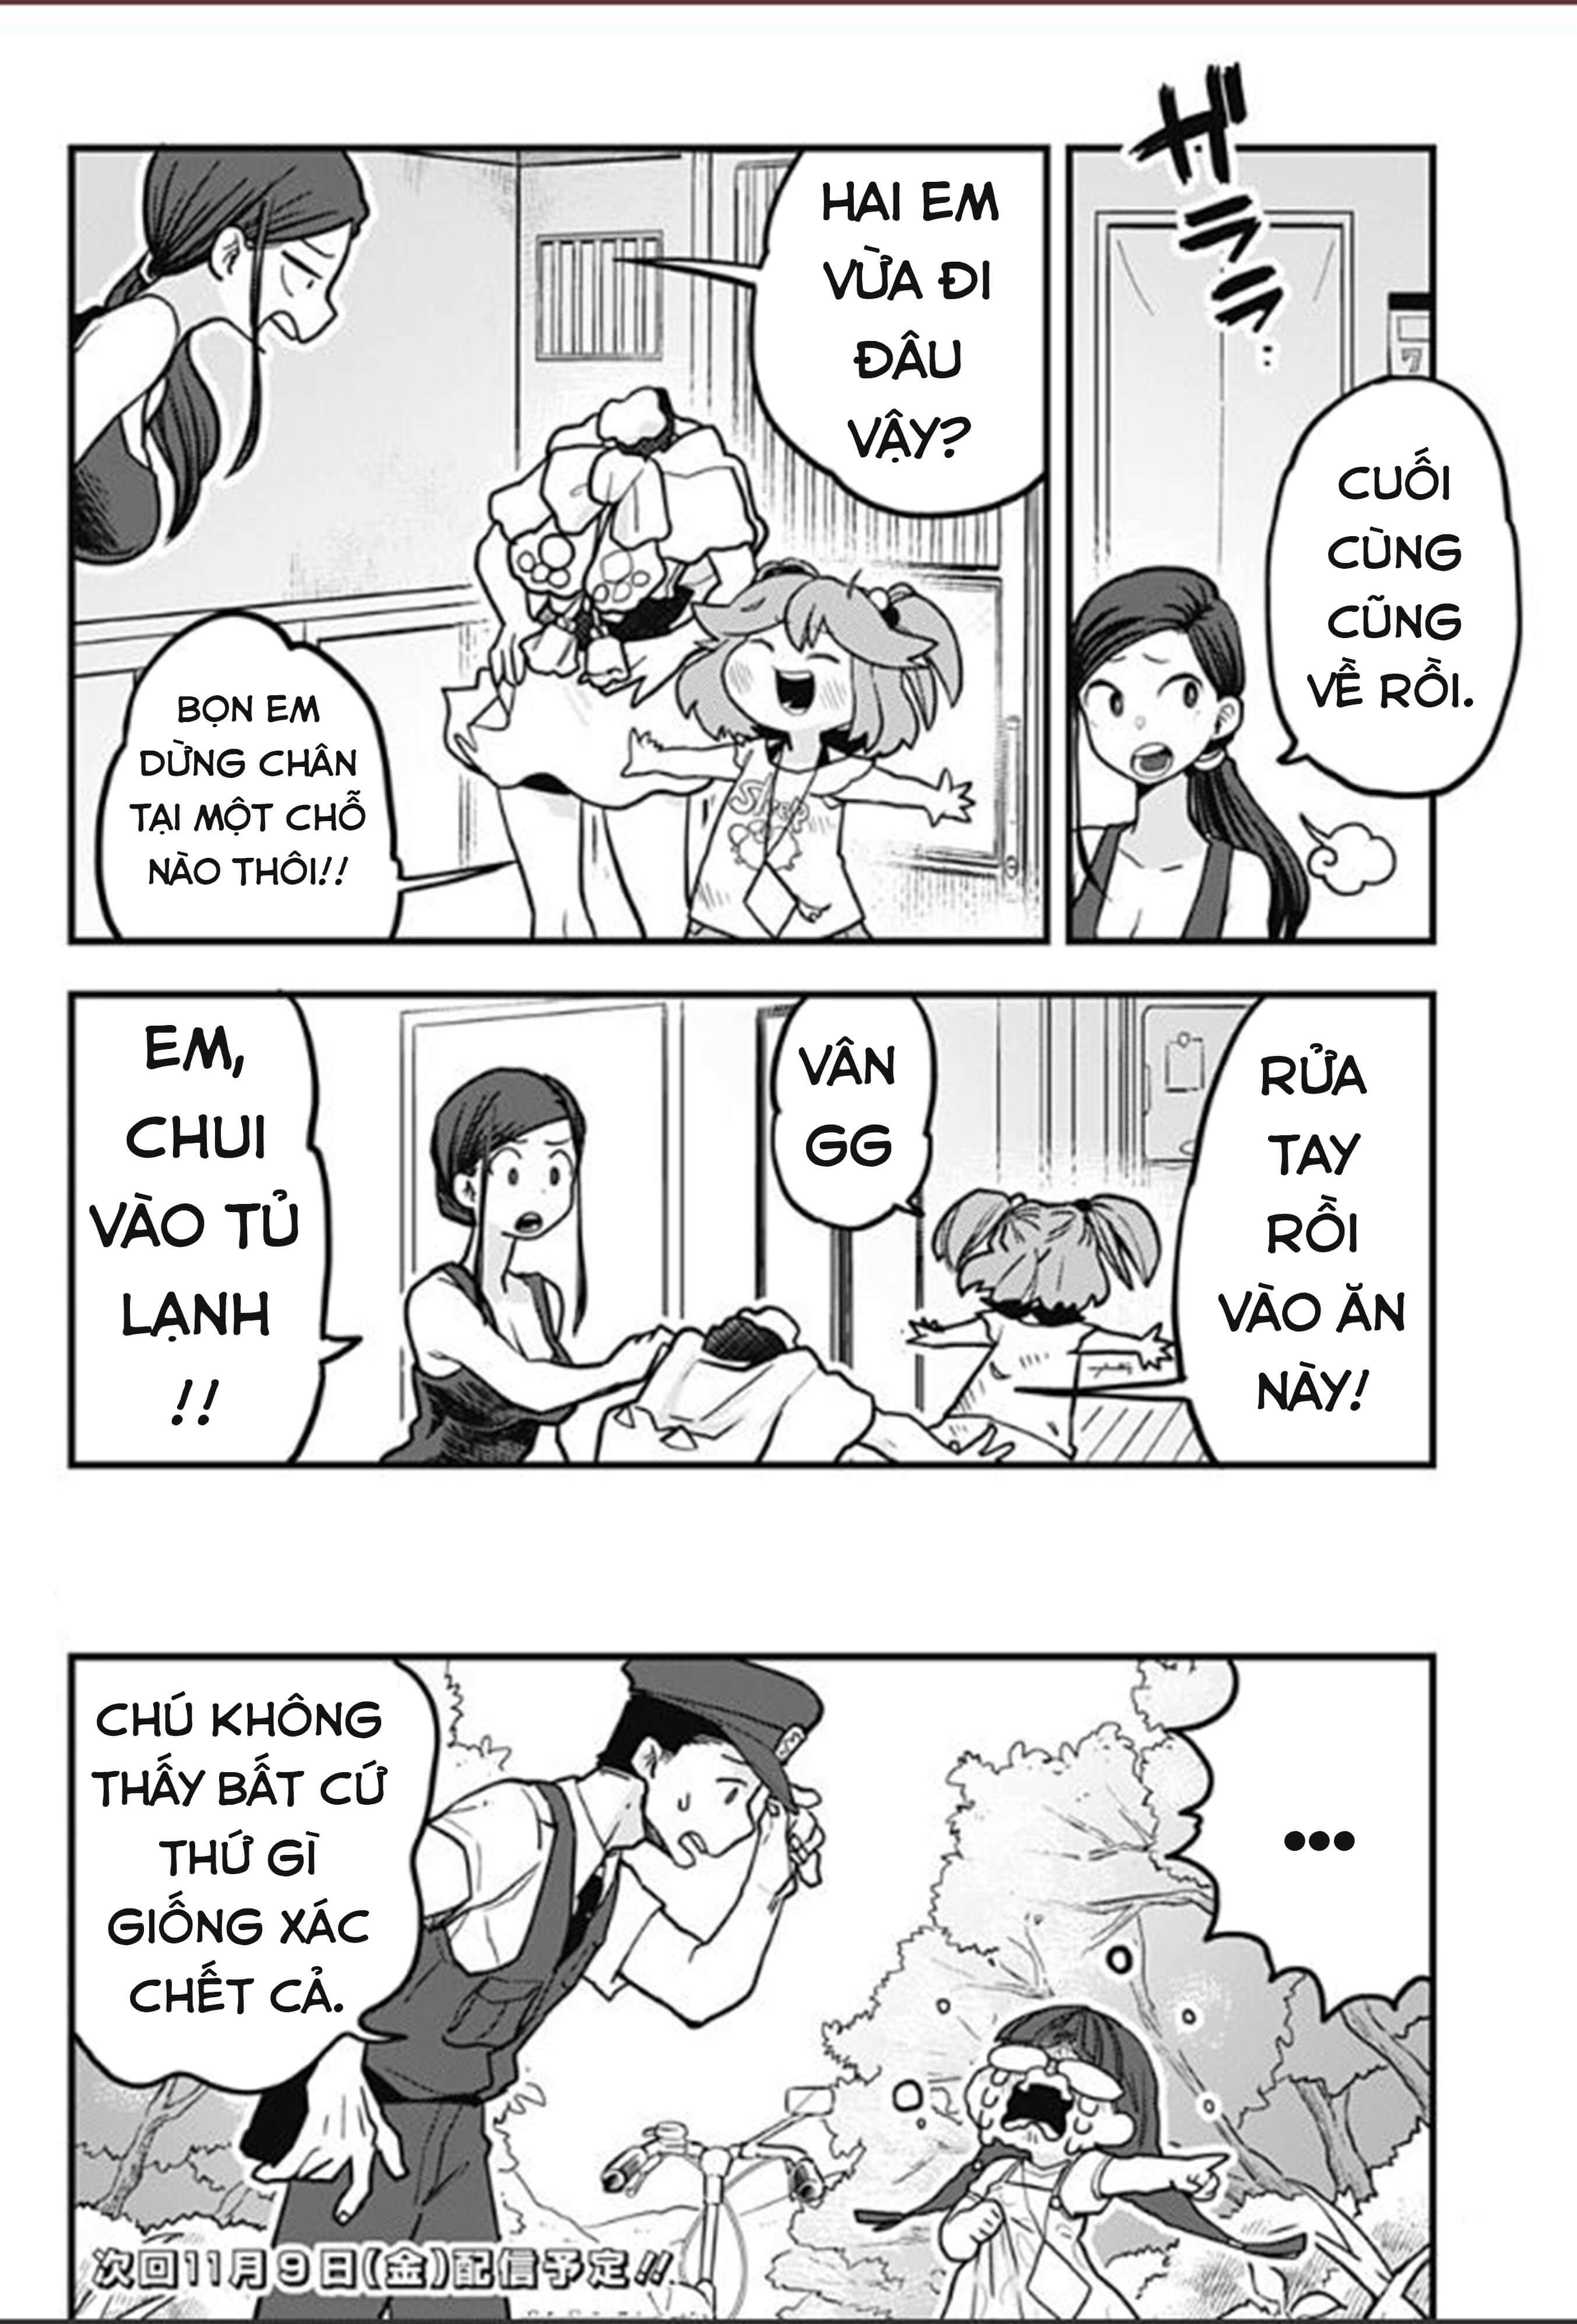 ガララ…
7
CUỐI
CÙNG
CŨNG
VỀ RỒI.
HAI EM
VỪA ĐI
ĐÂU
VẬY?
BỌN EM
DỪNG CHÂN
TẠI MỘT CHỖ
NÀO THÔI!!
RỬA
TAY
RỒI
VÀO ĂN
NÀY!
VÂN
GG
EM,
CHUI
VÀO TỦ
LẠNH
!!
...
CHÚ KHÔNG
THẤY BẤT CỨ
THỨ GÌ
GIỐNG XÁC
CHẾT CẢ.
次回11月9日(金)配信予定!!